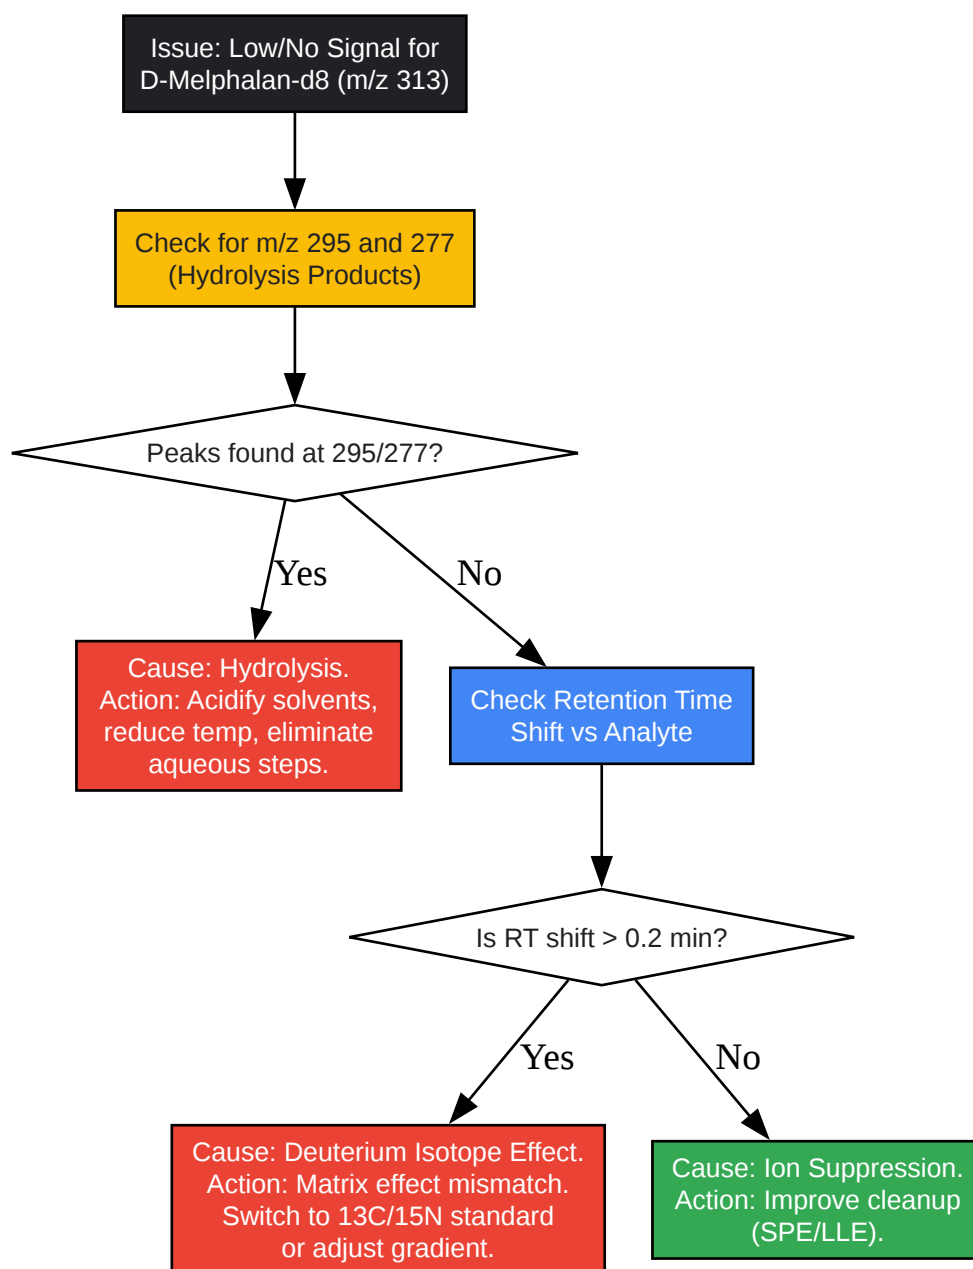 Issue: Low/No Signal for
D-Melphalan-d8 (m/z 313)
Check for m/z 295 and 277
(Hydrolysis Products)
Peaks found at 295/277?
Yes
No
Cause: Hydrolysis.
Action: Acidify solvents,
reduce temp, eliminate
aqueous steps.
Check Retention Time
Shift vs Analyte
Is RT shift > 0.2 min?
Yes
No
Cause: Deuterium Isotope Effect.
Action: Matrix effect mismatch.
Switch to 13C/15N standard
or adjust gradient.
Cause: Ion Suppression.
Action: Improve cleanup
(SPE/LLE).